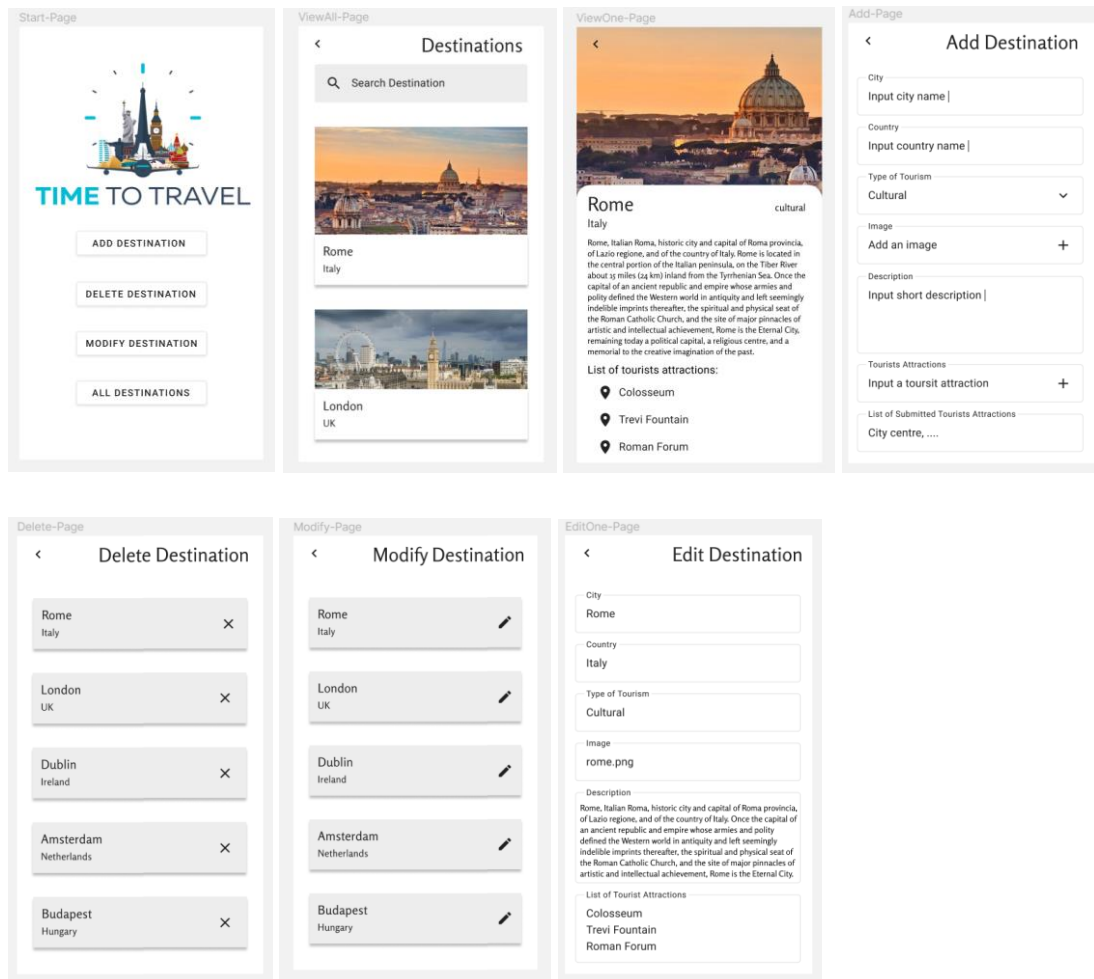 Start-Page
TIME TO TRAVEL
ADD DESTINATION
DELETE DESTINATION
MODIFY DESTINATION
ALL DESTINATIONS
ViewAll-Page
Destinations
Search Destination
Rome
Italy
London
UK
ViewOne-Page
Rome
cultural
Italy
Rome, Italian Roma, historic city and capital of Roma provincia,
of Lazio regione, and of the country of Italy. Rome is located in
the central portion of the Italian peninsula, on the Tiber River
about 15 miles (24 km) inland from the Tyrrhenian Sea. Once the
capital of an ancient republic and empire whose armies and
polity defined the Western world in antiquity and left seemingly
indelible imprints thereafter, the spiritual and physical seat of
the Roman Catholic Church, and the site of major pinnacles of
artistic and intellectual achievement, Rome is the Eternal City,
remaining today a political capital, a religious centre, and a
memorial to the creative imagination of the past.
List of tourists attractions:
Colosseum
Trevi Fountain
Roman Forum
Add-Page
Add Destination
City
Input city name
Country
Input country name
Type of Tourism
Cultural
Image
Add an image
Description
Input short description
Tourists Attractions
Input a toursit attraction
List of Submitted Tourists Attractions
City centre, ....
Delete-Page
Delete Destination
Rome
Italy
London
UK
Dublin
Ireland
Amsterdam
Netherlands
Budapest
Hungary
Modify-Page
Modify Destination
Rome
Italy
London
UK
Dublin
Ireland
Amsterdam
Netherlands
Budapest
Hungary
EditOne-Page
Edit Destination
City
Rome
Country
Italy
Type of Tourism
Cultural
Image
rome.png
Description
Rome, Italian Roma, historic city and capital of Roma provincia,
of Lazio regione, and of the country of Italy. Once the capital of
an ancient republic and empire whose armies and polity
defined the Western world in antiquity and left seemingly
indelible imprints thereafter, the spiritual and physical seat of
the Roman Catholic Church, and the site of major pinnacles of
artistic and intellectual achievement, Rome is the Eternal City.
List of Tourist Attractions
Colosseum
Trevi Fountain
Roman Forum